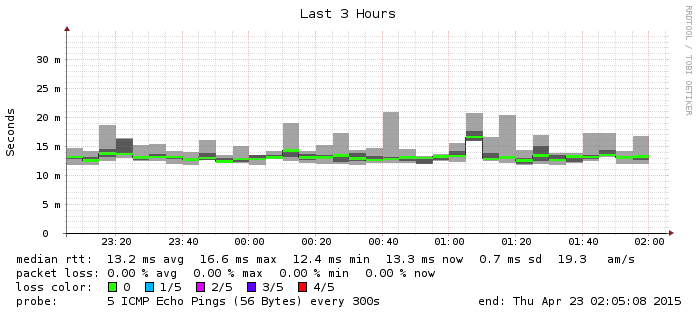 Last 3 Hours
RRDTOOL / TOBI OETIKER
Seconds
30 m
25 m
20 m
15 m
10 m
5 m
0
23:20 23:40 00:00 00:20 00:40 01:00 01:20 01:40 02:00
median rtt: 13.2 ms avg 16.6 ms max 12.4 ms min 13.3 ms now 0.7 ms sd 19.3 am/s
packet loss: 0.00 % avg 0.00 % max 0.00 % min 0.00 % now
loss color: 0 1/5 2/5 3/5 4/5
probe: 5 ICMP Echo Pings (56 Bytes) every 300s end: Thu Apr 23 02:05:08 2015